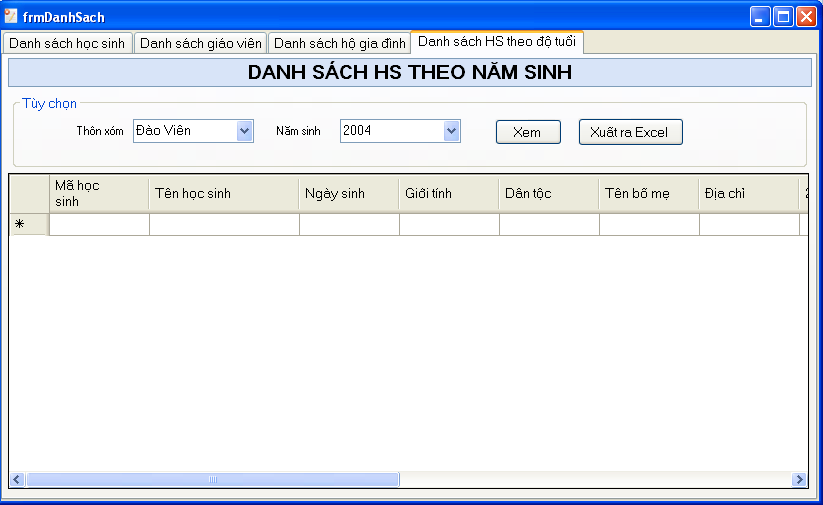 frmDanhSach
Danh sách học sinh Danh sách giáo viên Danh sách hộ gia đình Danh sách HS theo độ tuổi
DANH SÁCH HS THEO NĂM SINH
Tùy chọn
Thôn xóm Đào Viên Năm sinh 2004 Xem Xuất ra Excel
Mã học sinh Tên học sinh Ngày sinh Giới tính Dân tộc Tên bố mẹ Địa chỉ